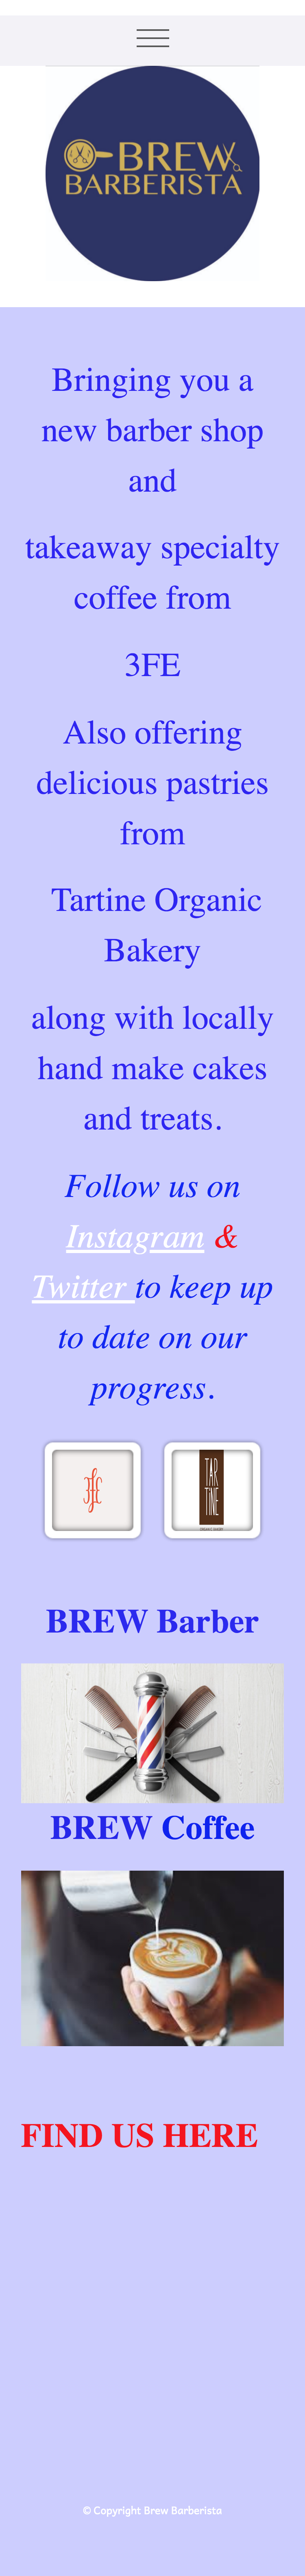 BREW
BARBERISTA
Bringing you a
new barber shop
and
takeaway specialty
coffee from
3FE
Also offering
delicious pastries
from
Tartine Organic
Bakery
along with locally
hand make cakes
and treats.
Follow us on
Instagram &
Twitter to keep up
to date on our
progress.
3FE
TAR
TINE
BREW Barber
BREW Coffee
FIND US HERE
© Copyright Brew Barberista